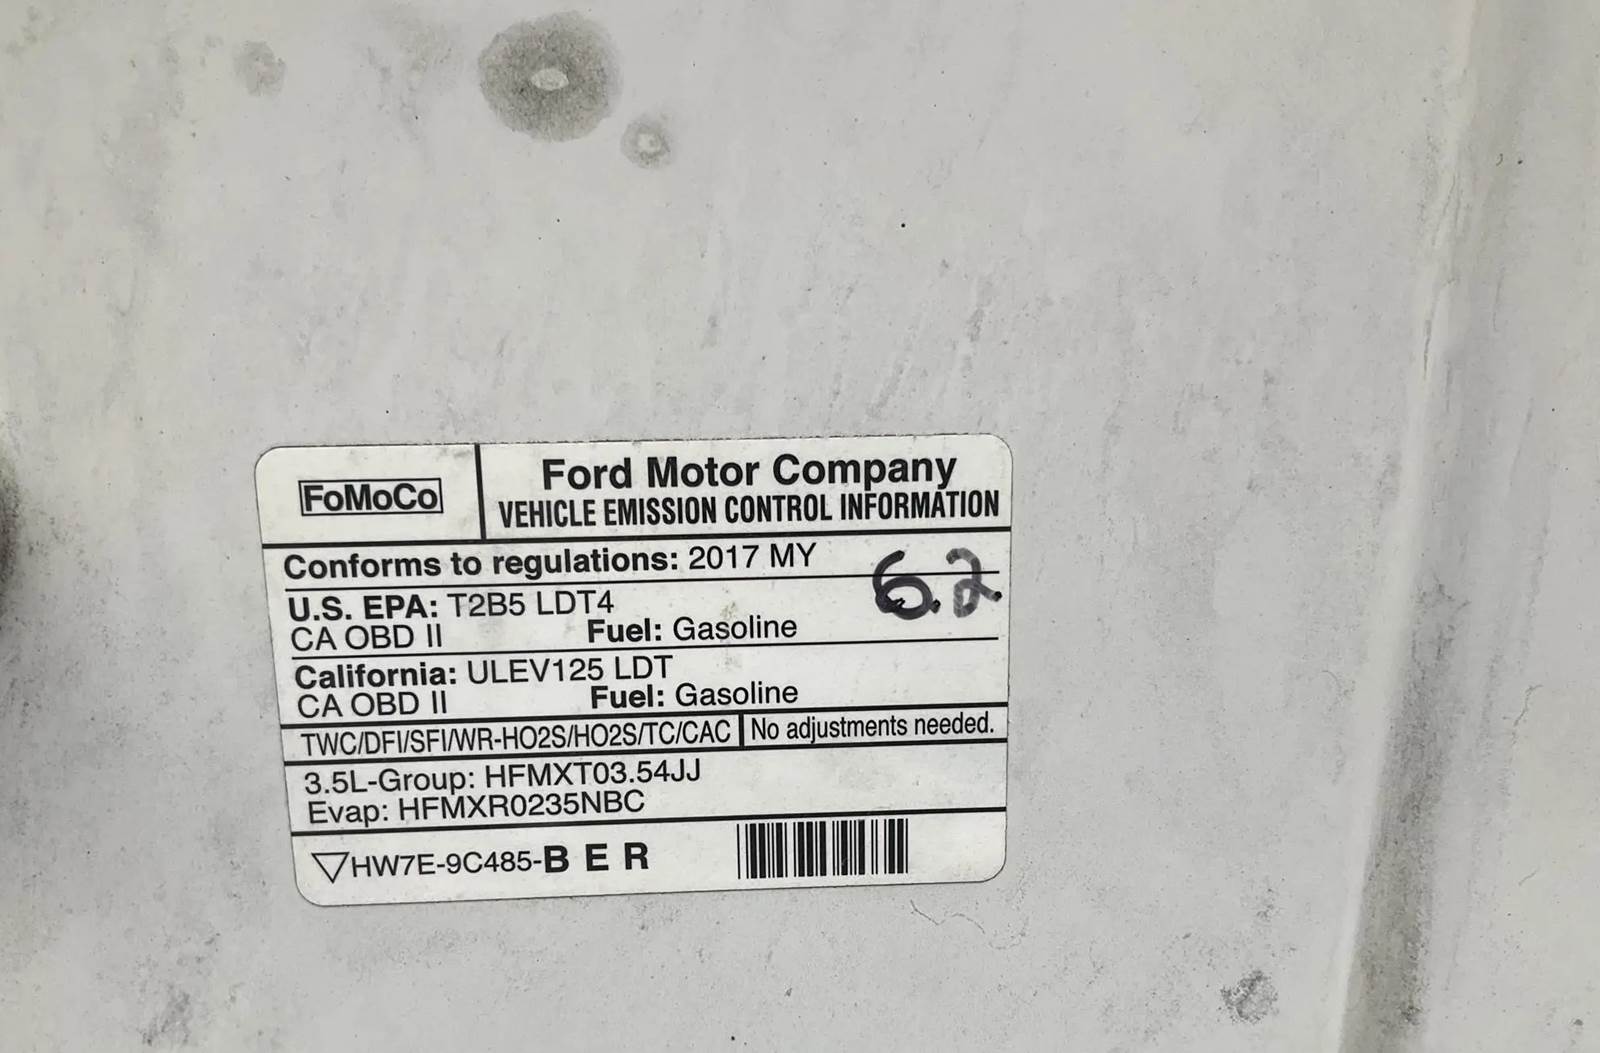 FoMoCo
Ford Motor Company
VEHICLE EMISSION CONTROL INFORMATION
Conforms to regulations: 2017 MY
6.2.
U.S. EPA: T2B5 LDT4
CA OBD II Fuel: Gasoline
California: ULEV125 LDT
CA OBD II Fuel: Gasoline
TWC/DFI/SFI/WR-HO2S/HO2S/TC/CAC No adjustments needed.
3.5L-Group: HFMXT03.54JJ
Evap: HFMXR0235NBC
▽HW7E-9C485-B E R